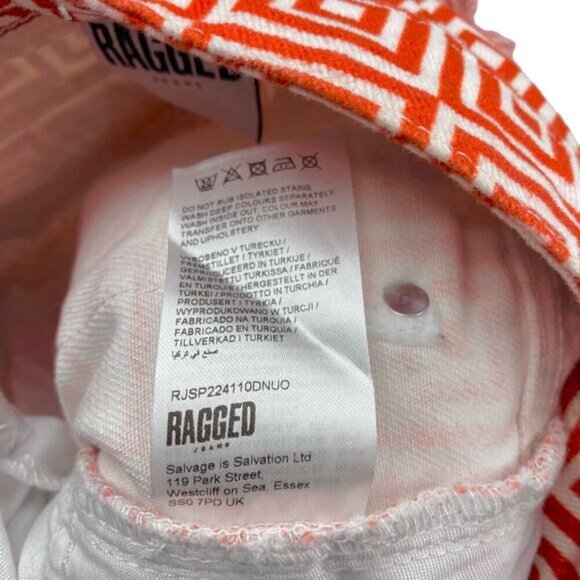 RAGGED
JEANS
DO NOT RUB ISOLATED STAINS,
WASH DEEP COLOURS SEPARATELY.
WASH INSIDE OUT, COLOUR MAY
TRANSFER ONTO OTHER GARMENTS
AND UPHOLSTERY
VYROBENO V TURECKU /
FREMSTILLET I TYRKIET /
GEPRODUCEERD IN TURKIJE /
VALMISTETTU TURKISSA / FABRIQUÉ
EN TURQUIE / HERGESTELLT IN DER
TÜRKEI / PRODOTTO IN TURCHIA /
PRODUSERT I TYRKIA /
WYPRODUKOWANO W TURCJI /
FABRICADO NA TURQUIA /
FABRICADO EN TURQUIA /
TILLVERKAD I TURKIET
صنع في تركيا
RJSP224110DNUO
RAGGED
JEANS
Salvage is Salvation Ltd
119 Park Street,
Westcliff on Sea, Essex
SS0 7PD UK